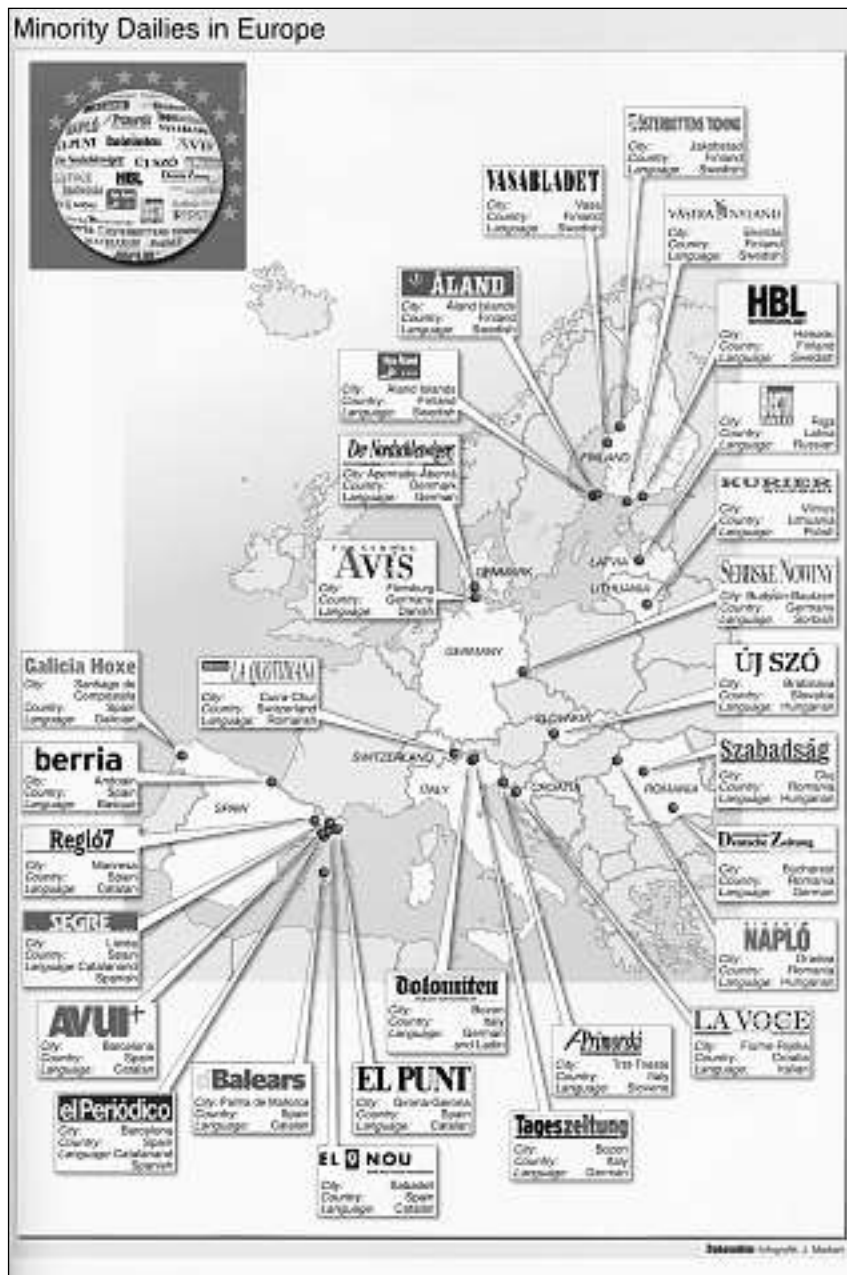 Minority Dailies in Europe
ÖSTERBOTTENS TIDNING
City: Jakobstad
Country: Finland
Language: Swedish
VASABLADET
City: Vasa
Country: Finland
Language: Swedish
VÄSTRA NYLAND
City: Ekenäs
Country: Finland
Language: Swedish
ÅLAND
City: Åland Islands
Country: Finland
Language: Swedish
HBL
City: Helsinki
Country: Finland
Language: Swedish
City: Åland Islands
Country: Finland
Language: Swedish
City: Riga
Country: Latvia
Language: Russian
Der Nordschleswiger
City: Apenrade-Åbenrå
Country: Denmark
Language: German
KURIER
City: Vilnius
Country: Lithuania
Language: Polish
AVIS
City: Flensburg
Country: Germany
Language: Danish
SERBSKE NOWINY
City: Budyšin-Bautzen
Country: Germany
Language: Sorbish
FINLAND
LATVIA
LITHUANIA
DENMARK
GERMANY
SLOVAKIA
SWITZERLAND
ITALY
CROATIA
ROMANIA
SPAIN
Galicia Hoxe
City: Santiago de
Compostela
Country: Spain
Language: Galician
LA QUOTIDIANA
City: Cuira-Chur
Country: Switzerland
Language: Romansh
ÚJ SZÓ
City: Bratislava
Country: Slovakia
Language: Hungarian
berria
City: Andoain
Country: Spain
Language: Basque
Szabadság
City: Cluj
Country: Romania
Language: Hungarian
Regió7
City: Manresa
Country: Spain
Language: Catalan
Deutsche Zeitung
City: Bucharest
Country: Romania
Language: German
SEGRE
City: Lleida
Country: Spain
Language: Catalanand
Spanish
NAPLÓ
City: Oradea
Country: Romania
Language: Hungarian
AVUI+
City: Barcelona
Country: Spain
Language: Catalan
Dolomiten
City: Bozen
Country: Italy
Language: German
and Ladin
LA VOCE
City: Fiume-Rijeka
Country: Croatia
Language: Italian
Primorski
City: Trst-Trieste
Country: Italy
Language: Slovene
dBalears
City: Palma de Mallorca
Country: Spain
Language: Catalan
EL PUNT
City: Girona-Gerona
Country: Spain
Language: Catalan
el Periódico
City: Barcelona
Country: Spain
Language: Catalanand
Spanish
Tageszeitung
City: Bozen
Country: Italy
Language: German
EL 9 NOU
City: Sabadell
Country: Spain
Language: Catalan
Dolomiten Infografik: J. Markart